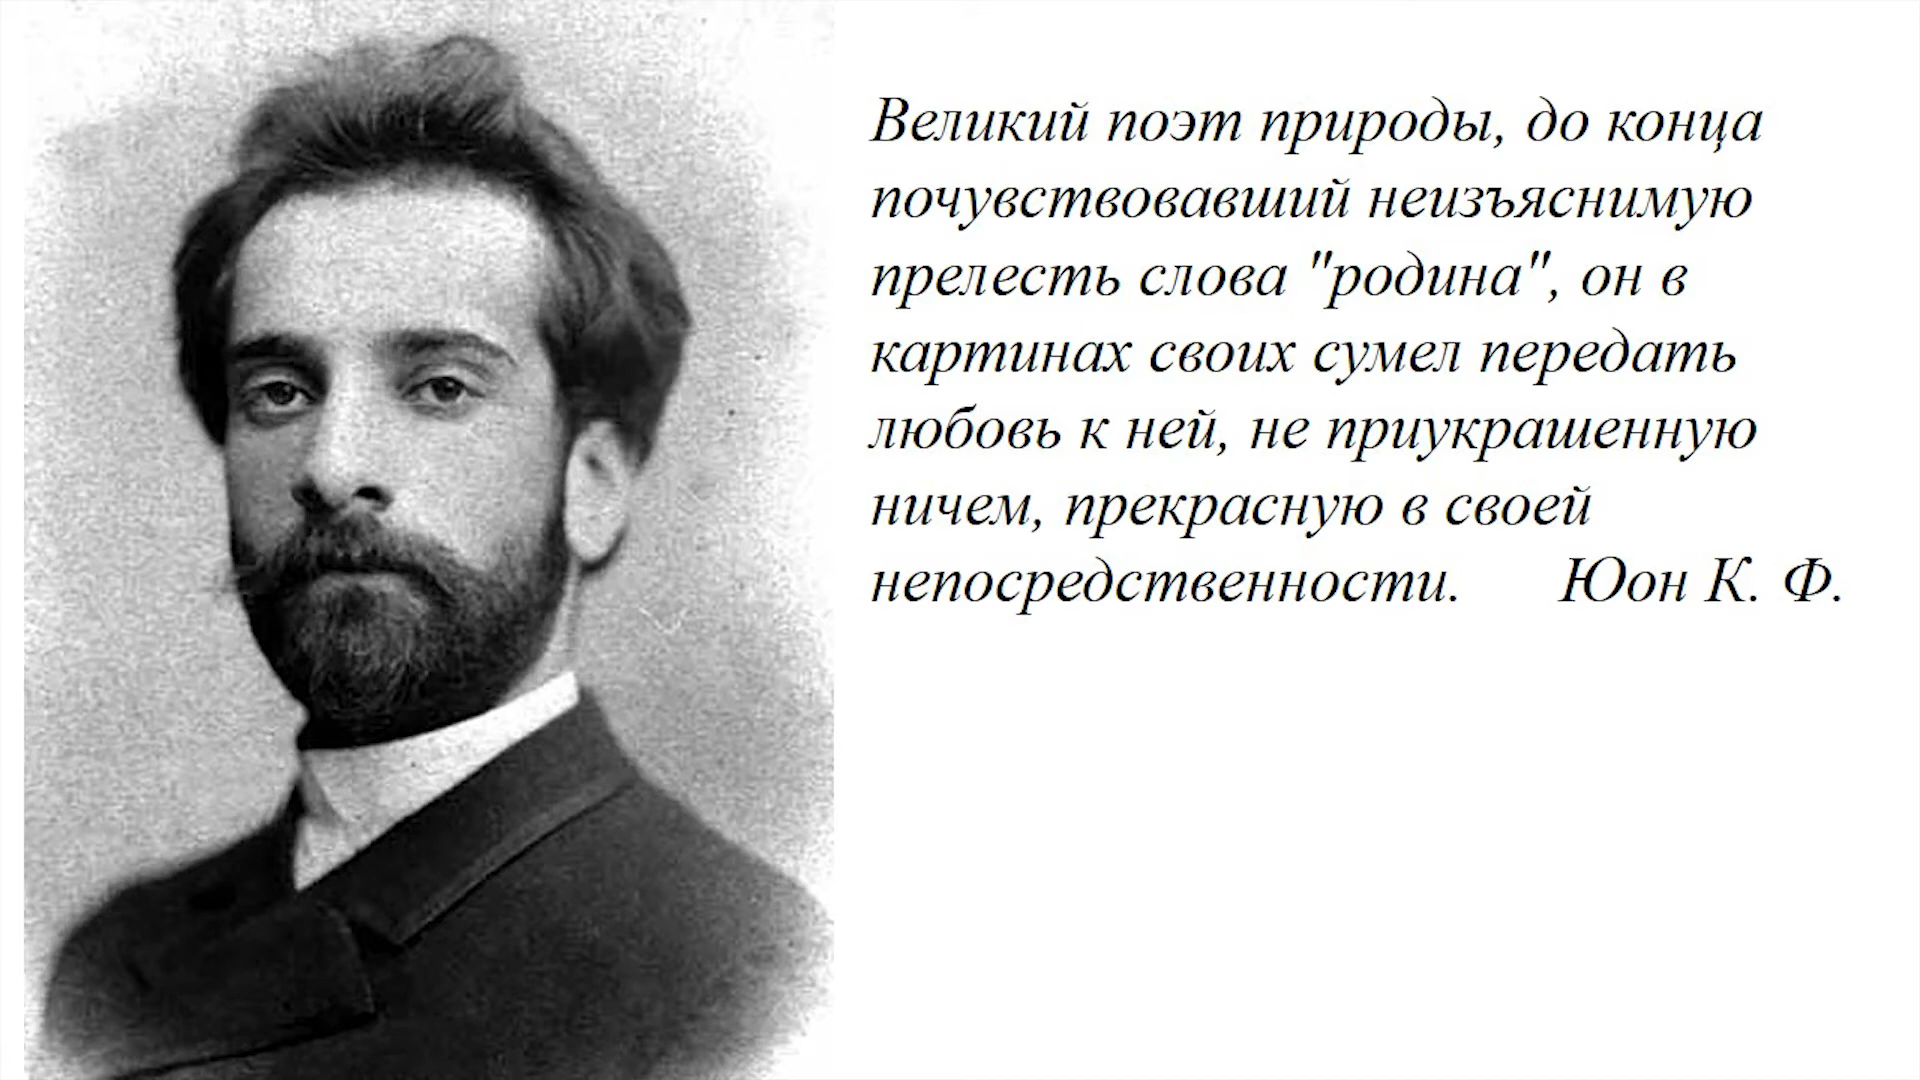 Великий поэт природы, до конца
почувствовавший неизъяснимую
прелесть слова "родина", он в
картинах своих сумел передать
любовь к ней, не приукрашенную
ничем, прекрасную в своей
непосредственности. Юон К. Ф.